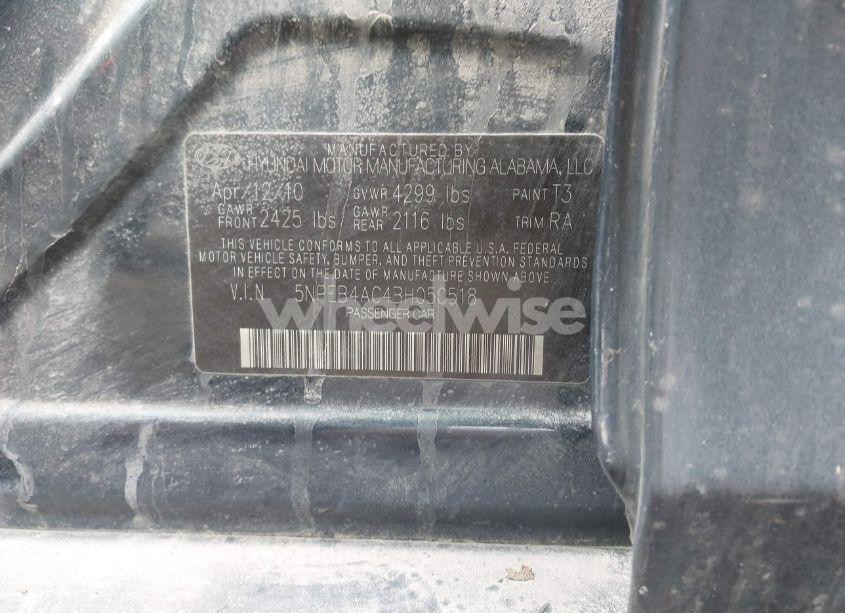 MANUFACTURED BY
HYUNDAI MOTOR MANUFACTURING ALABAMA, LLC
Apr/12/10 GVWR 4299 lbs PAINT T3
GAWR FRONT 2425 lbs GAWR REAR 2116 lbs TRIM RA
THIS VEHICLE CONFORMS TO ALL APPLICABLE U.S.A. FEDERAL
MOTOR VEHICLE SAFETY, BUMPER, AND THEFT PREVENTION STANDARDS
IN EFFECT ON THE DATE OF MANUFACTURE SHOWN ABOVE.
V.I.N 5NPEB4AC4BH050518
PASSENGER CAR
wheelwise